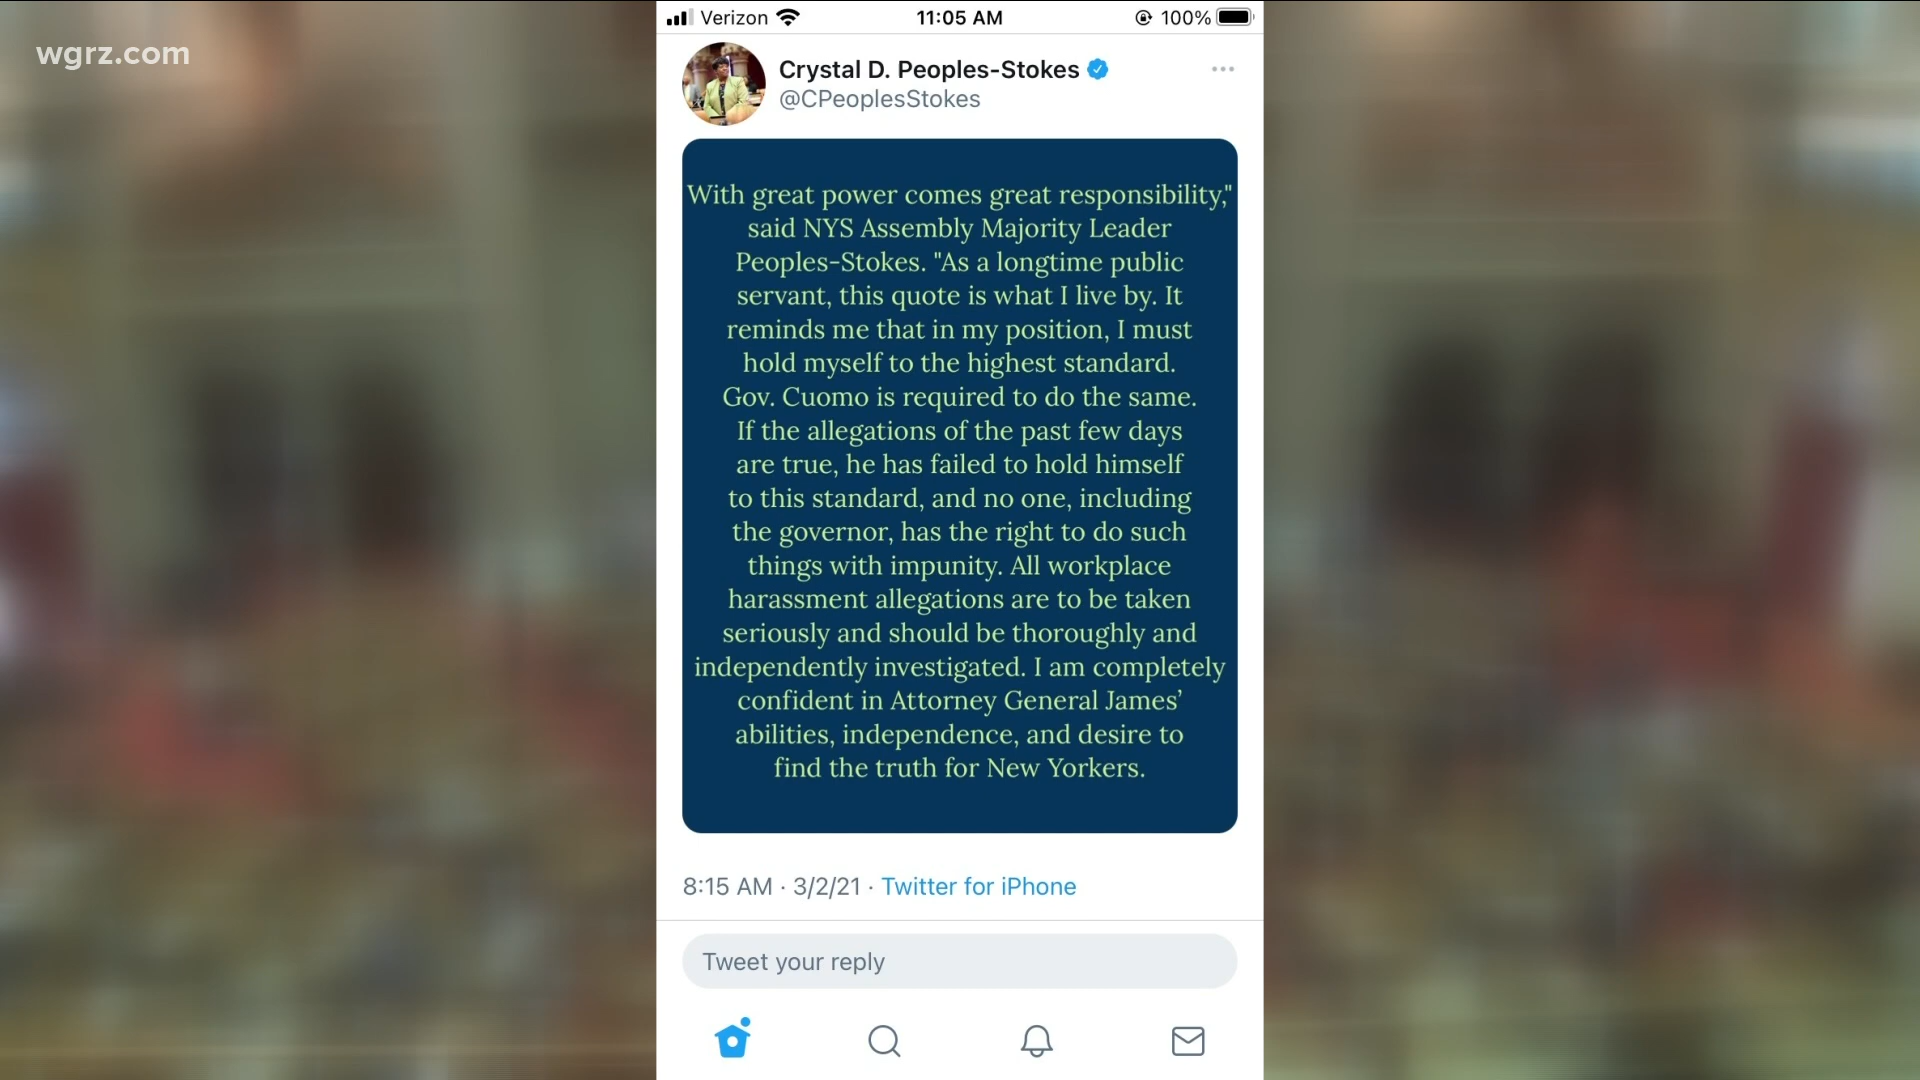 wgrz.com
Verizon 11:05 AM 100%
Crystal D. Peoples-Stokes
@CPeoplesStokes
With great power comes great responsibility,"
said NYS Assembly Majority Leader
Peoples-Stokes. "As a longtime public
servant, this quote is what I live by. It
reminds me that in my position, I must
hold myself to the highest standard.
Gov. Cuomo is required to do the same.
If the allegations of the past few days
are true, he has failed to hold himself
to this standard, and no one, including
the governor, has the right to do such
things with impunity. All workplace
harassment allegations are to be taken
seriously and should be thoroughly and
independently investigated. I am completely
confident in Attorney General James’
abilities, independence, and desire to
find the truth for New Yorkers.
8:15 AM · 3/2/21 · Twitter for iPhone
Tweet your reply